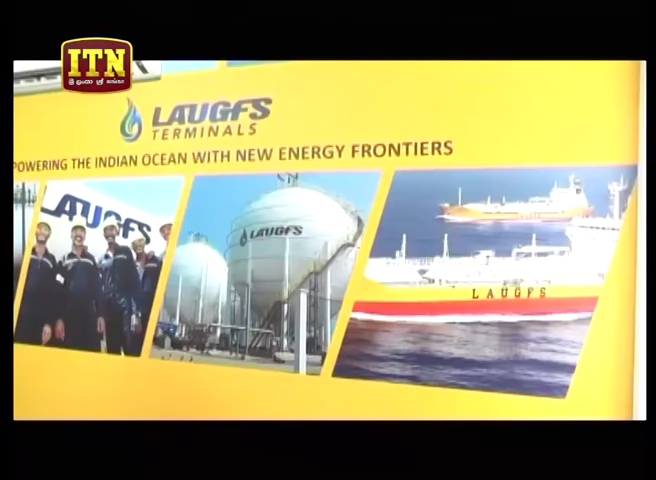 ITN
ශ්‍රී ලංකා
LAUGFS
TERMINALS
POWERING THE INDIAN OCEAN WITH NEW ENERGY FRONTIERS
LAUGFS
LAUGFS
LAUGFS